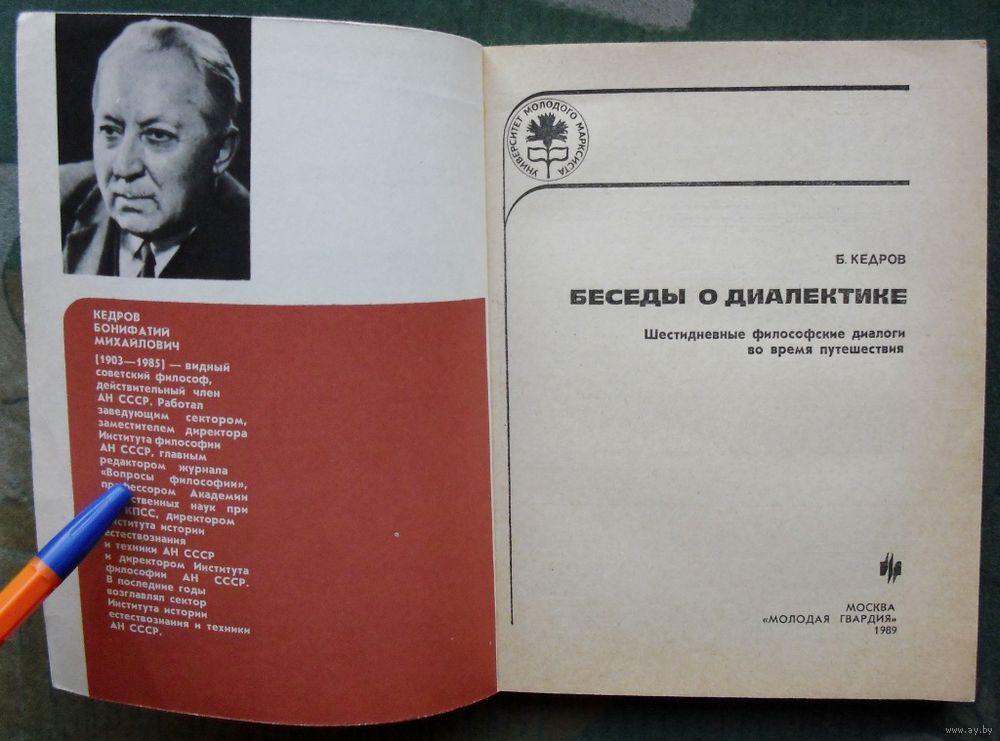 КЕДРОВ
БОНИФАТИЙ
МИХАЙЛОВИЧ
(1903—1985) — видный
советский философ,
действительный член
АН СССР. Работал
заведующим сектором,
заместителем директора
Института философии
АН СССР, главным
редактором журнала
«Вопросы философии»,
профессором Академии
наук при
КПСС, директором
Института истории
естествознания
и техники АН СССР
и директором Института
философии АН СССР.
В последние годы
возглавлял сектор
Института истории
естествознания и техники
АН СССР.
УНИВЕРСИТЕТ МОЛОДОГО МАРКСИСТА
Б. КЕДРОВ
БЕСЕДЫ О ДИАЛЕКТИКЕ
Шестидневные философские диалоги
во время путешествия
МОСКВА
«МОЛОДАЯ ГВАРДИЯ»
1989
www.ay.by